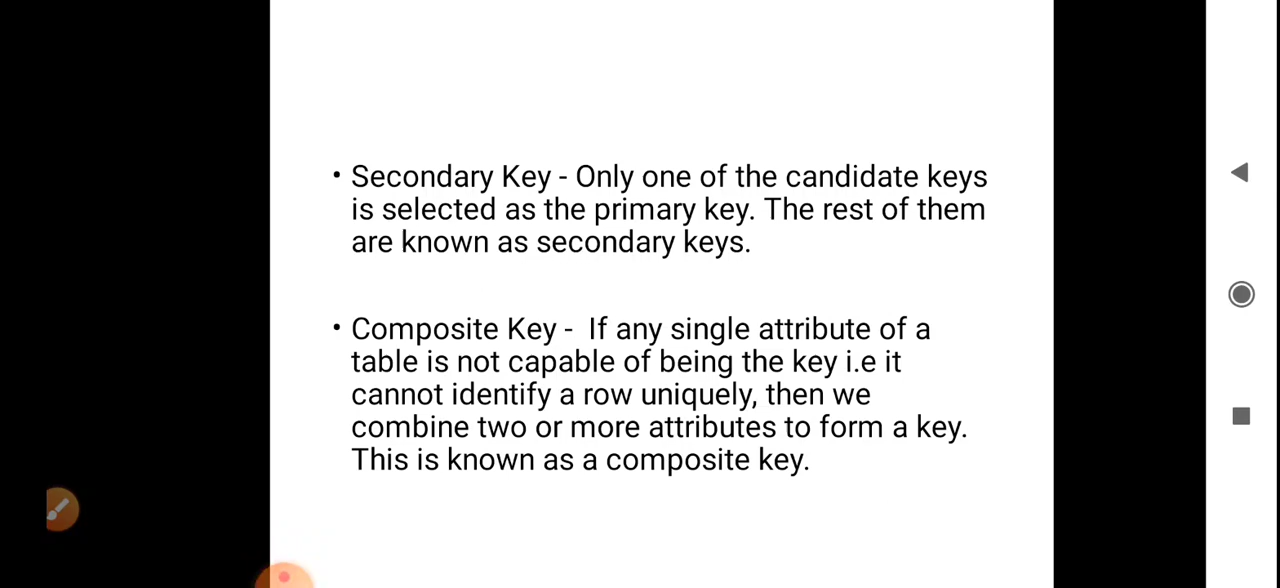 • Secondary Key - Only one of the candidate keys
is selected as the primary key. The rest of them
are known as secondary keys.
• Composite Key -  If any single attribute of a
table is not capable of being the key i.e it
cannot identify a row uniquely, then we
combine two or more attributes to form a key.
This is known as a composite key.